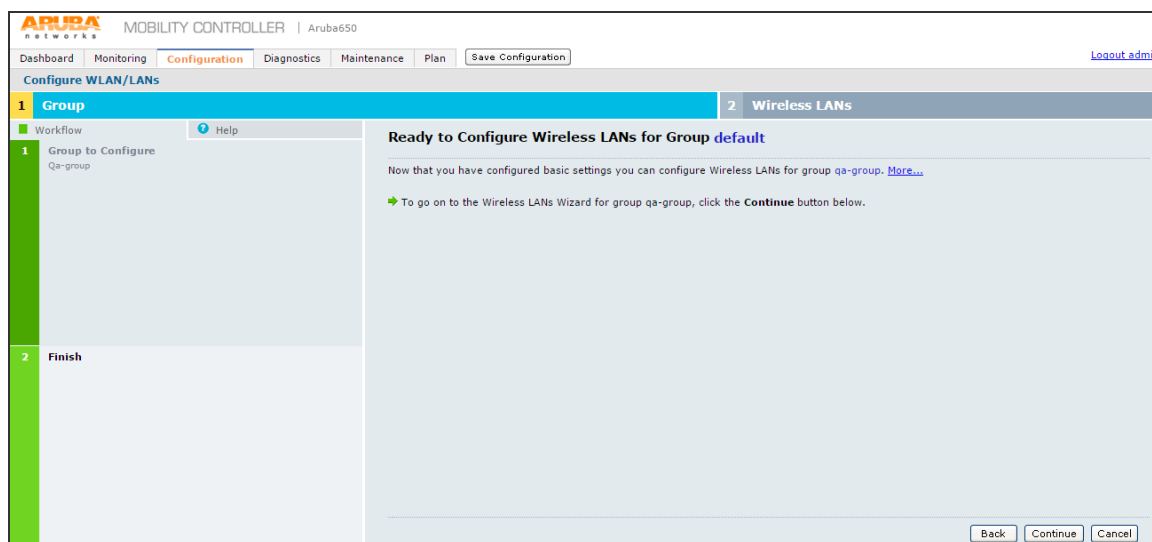 ARUBA networks MOBILITY CONTROLLER | Aruba650
Dashboard Monitoring Configuration Diagnostics Maintenance Plan Save Configuration Logout admi
Configure WLAN/LANs
1 Group 2 Wireless LANs
Workflow ? Help
1 Group to Configure
Qa-group
Ready to Configure Wireless LANs for Group default
Now that you have configured basic settings you can configure Wireless LANs for group qa-group. More...
To go on to the Wireless LANs Wizard for group qa-group, click the Continue button below.
2 Finish
Back Continue Cancel